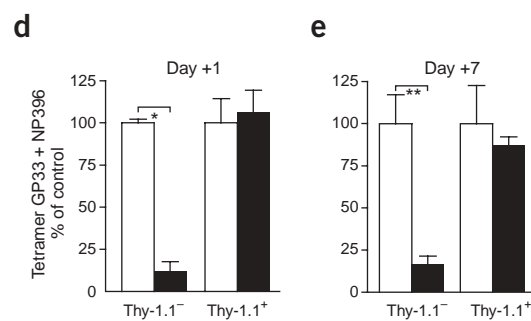 d
Day +1
Tetramer GP33 + NP396
% of control
125
100
75
50
25
0
*
Thy-1.1⁻ Thy-1.1⁺
e
Day +7
125
100
75
50
25
0
**
Thy-1.1⁻ Thy-1.1⁺